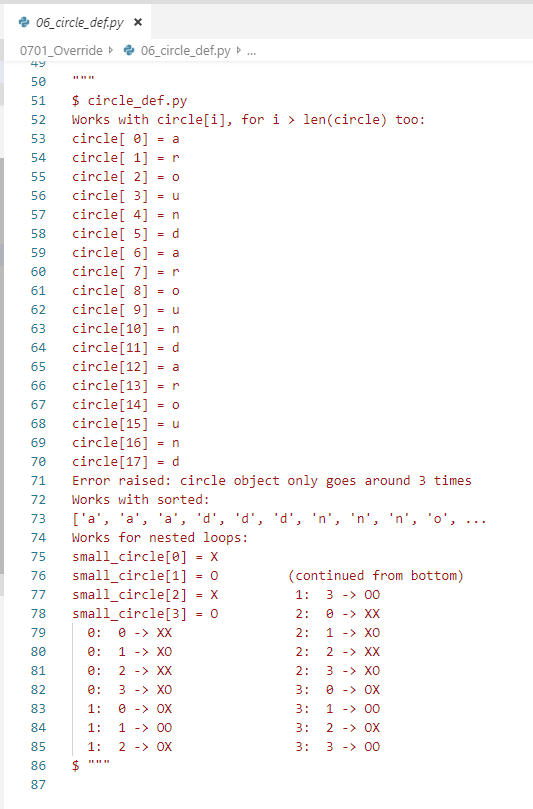 06_circle_def.py ×
0701_Override 06_circle_def.py ...
49
50 """
51 $ circle_def.py
52 Works with circle[i], for i > len(circle) too:
53 circle[ 0] = a
54 circle[ 1] = r
55 circle[ 2] = o
56 circle[ 3] = u
57 circle[ 4] = n
58 circle[ 5] = d
59 circle[ 6] = a
60 circle[ 7] = r
61 circle[ 8] = o
62 circle[ 9] = u
63 circle[10] = n
64 circle[11] = d
65 circle[12] = a
66 circle[13] = r
67 circle[14] = o
68 circle[15] = u
69 circle[16] = n
70 circle[17] = d
71 Error raised: circle object only goes around 3 times
72 Works with sorted:
73 ['a', 'a', 'a', 'd', 'd', 'd', 'n', 'n', 'n', 'o', ...
74 Works for nested loops:
75 small_circle[0] = X
76 small_circle[1] = O (continued from bottom)
77 small_circle[2] = X 1: 3 -> OO
78 small_circle[3] = O 2: 0 -> XX
79 0: 0 -> XX 2: 1 -> XO
80 0: 1 -> XO 2: 2 -> XX
81 0: 2 -> XX 2: 3 -> XO
82 0: 3 -> XO 3: 0 -> OX
83 1: 0 -> OX 3: 1 -> OO
84 1: 1 -> OO 3: 2 -> OX
85 1: 2 -> OX 3: 3 -> OO
86 $ """
87